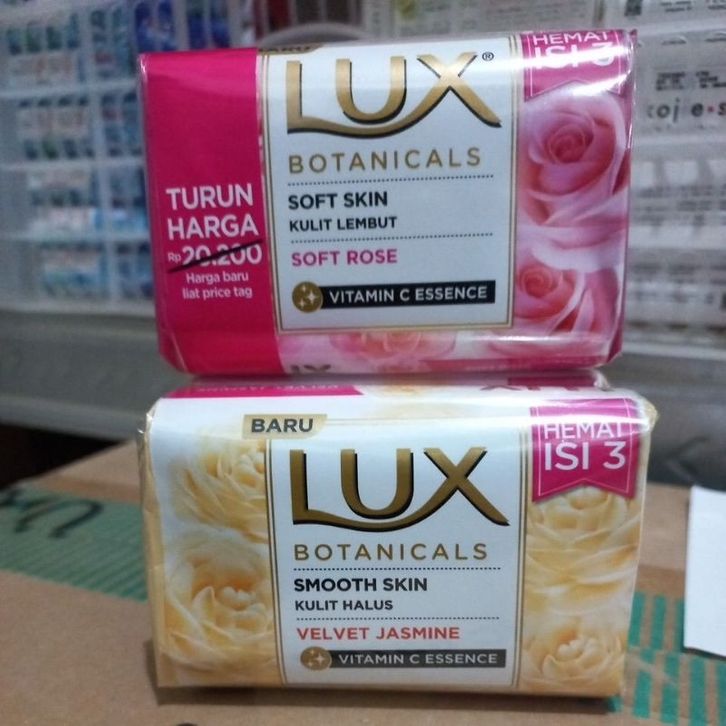 BARU
HEMAT
ISI 3
LUX®
BOTANICALS
SOFT SKIN
KULIT LEMBUT
SOFT ROSE
VITAMIN C ESSENCE
TURUN
HARGA
Rp 20.200
Harga baru
liat price tag
BARU
HEMAT
ISI 3
LUX
BOTANICALS
SMOOTH SKIN
KULIT HALUS
VELVET JASMINE
VITAMIN C ESSENCE